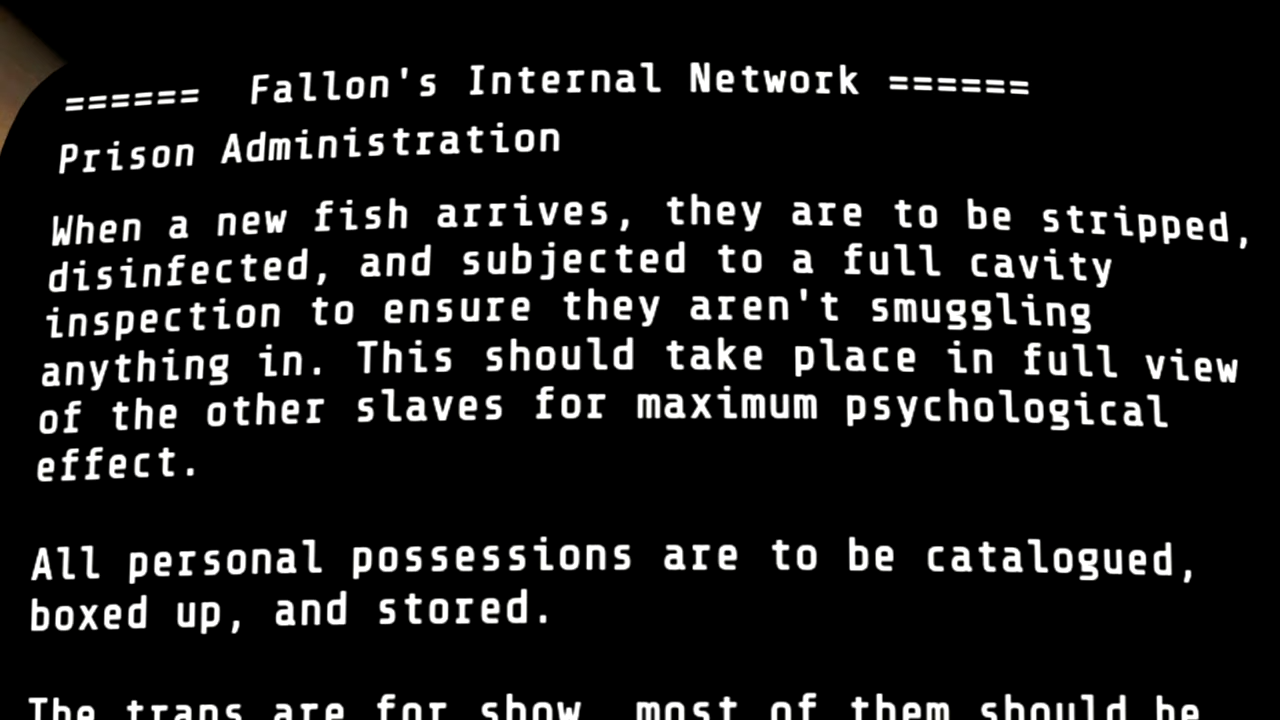 ====== Fallon's Internal Network ======
Prison Administration
When a new fish arrives, they are to be stripped,
disinfected, and subjected to a full cavity
inspection to ensure they aren't smuggling
anything in. This should take place in full view
of the other slaves for maximum psychological
effect.
All personal possessions are to be catalogued,
boxed up, and stored.
The traps are for show, most of them should be